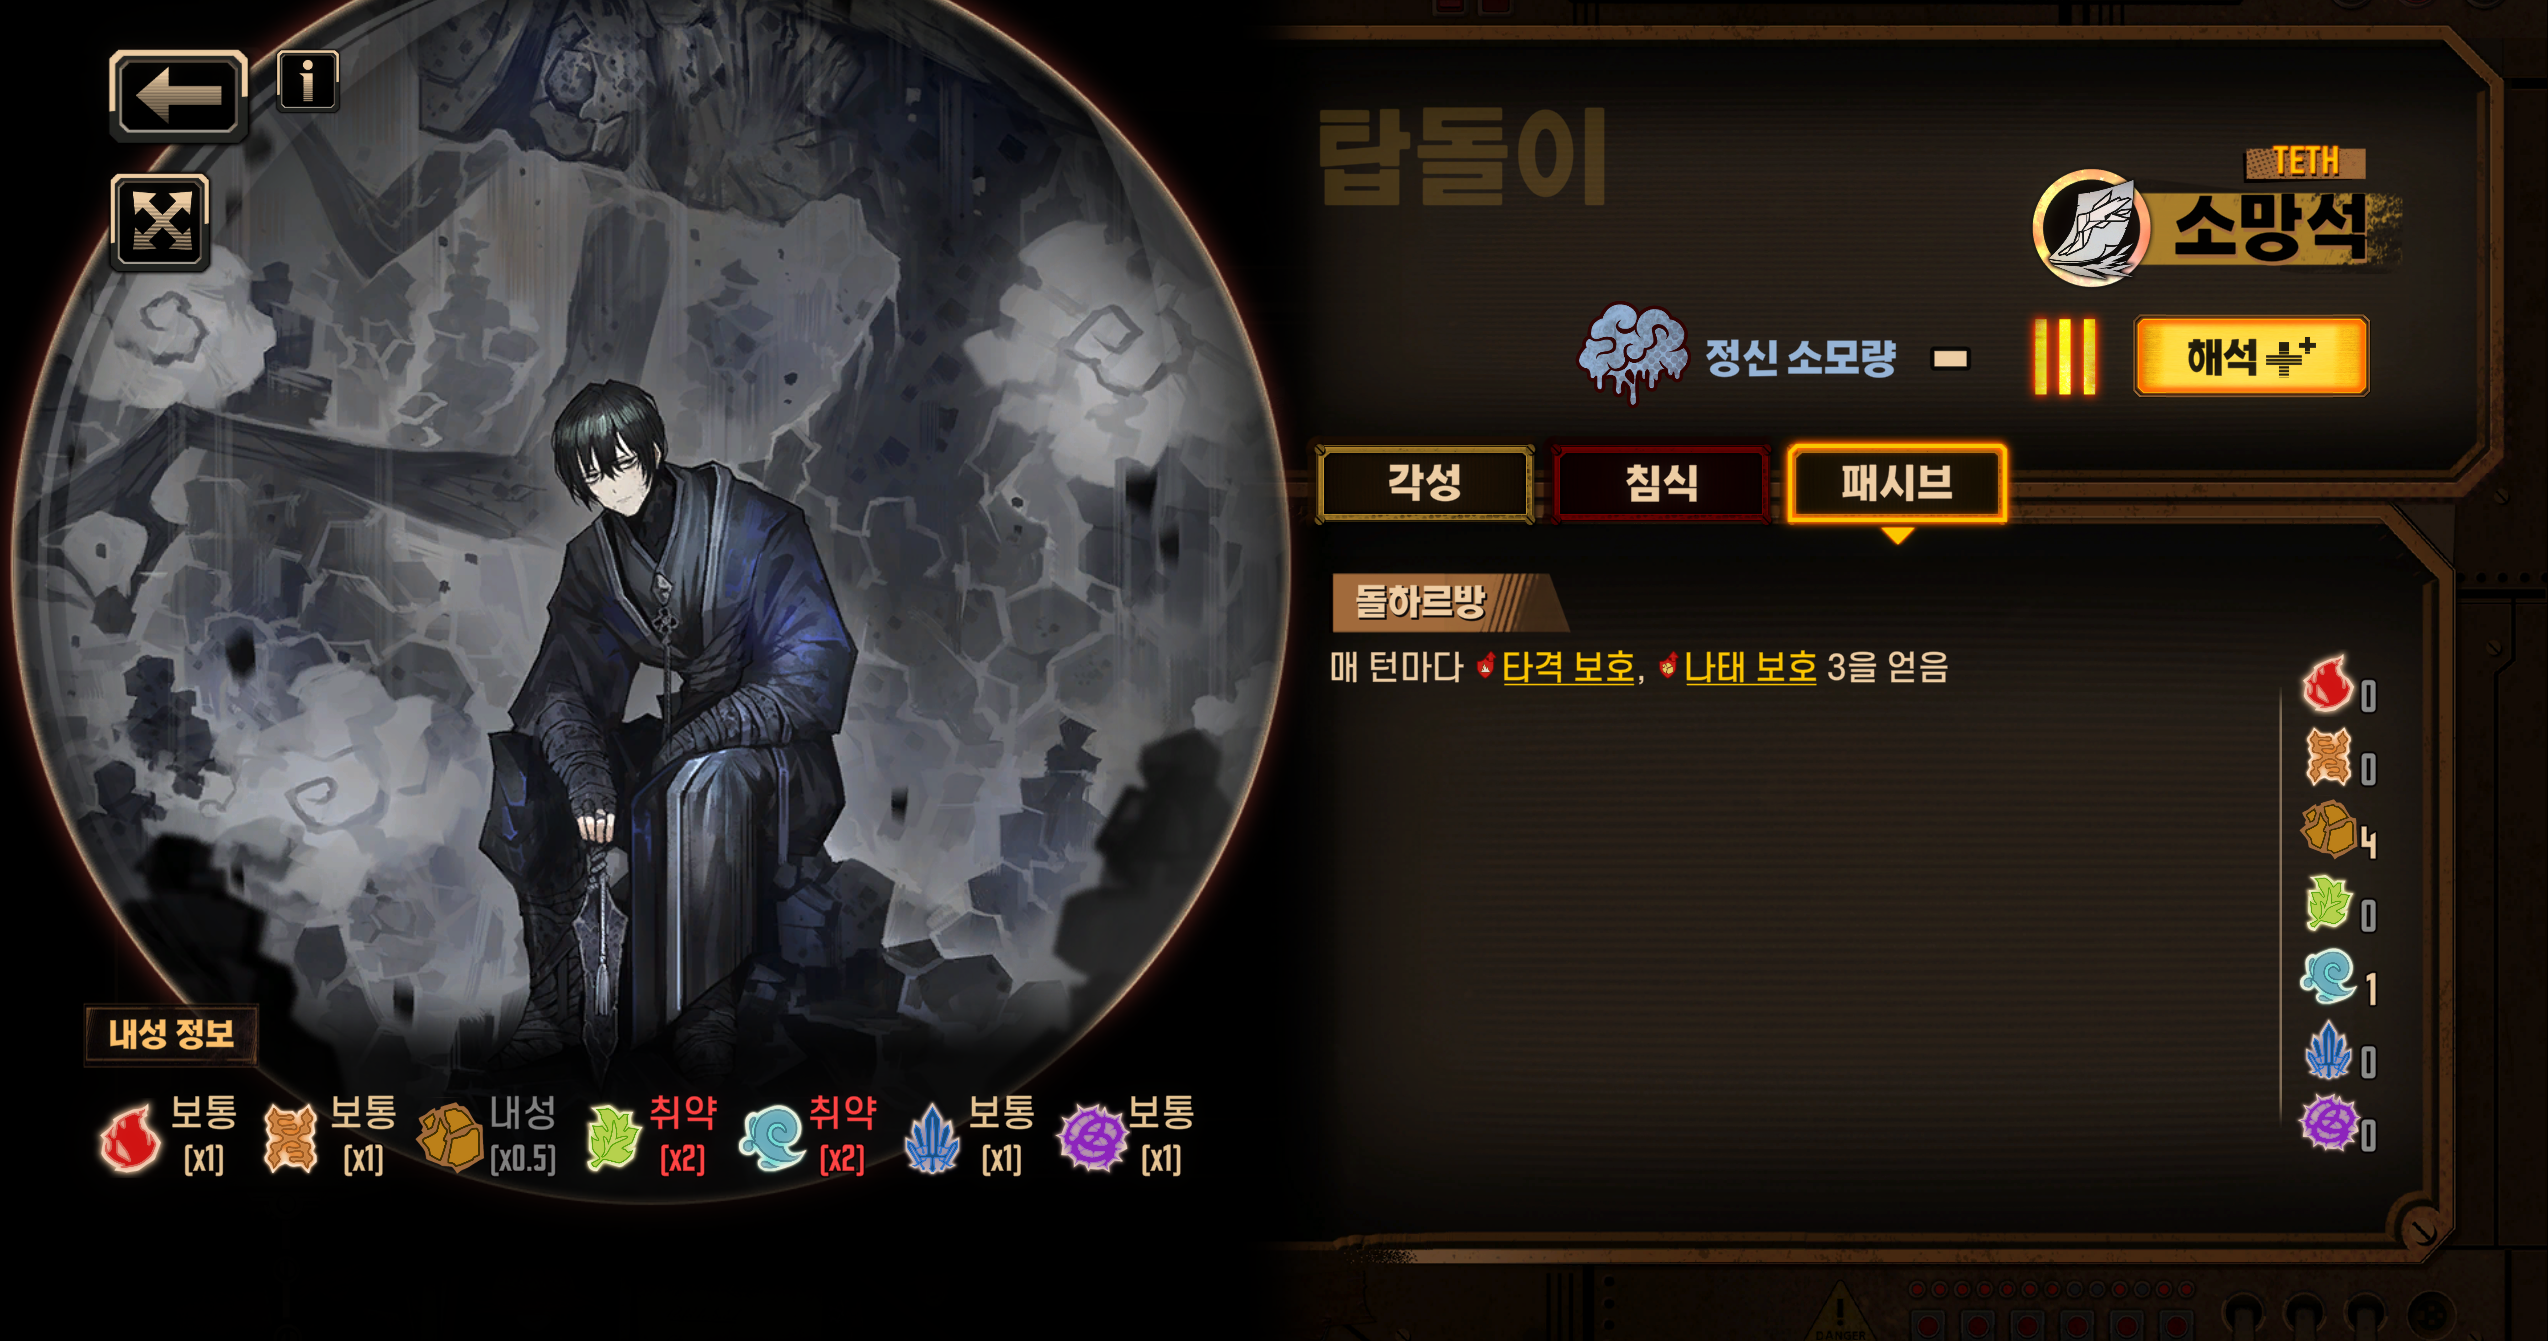 탑돌이
TETH
소망석
정신 소모량
해석
각성
침식
패시브
돌하르방
매 턴마다 타격 보호, 나태 보호 3을 얻음
0
0
4
0
1
0
0
내성 정보
보통 [x1]
보통 [x1]
내성 [x0.5]
취약 [x2]
취약 [x2]
보통 [x1]
보통 [x1]
DANGER